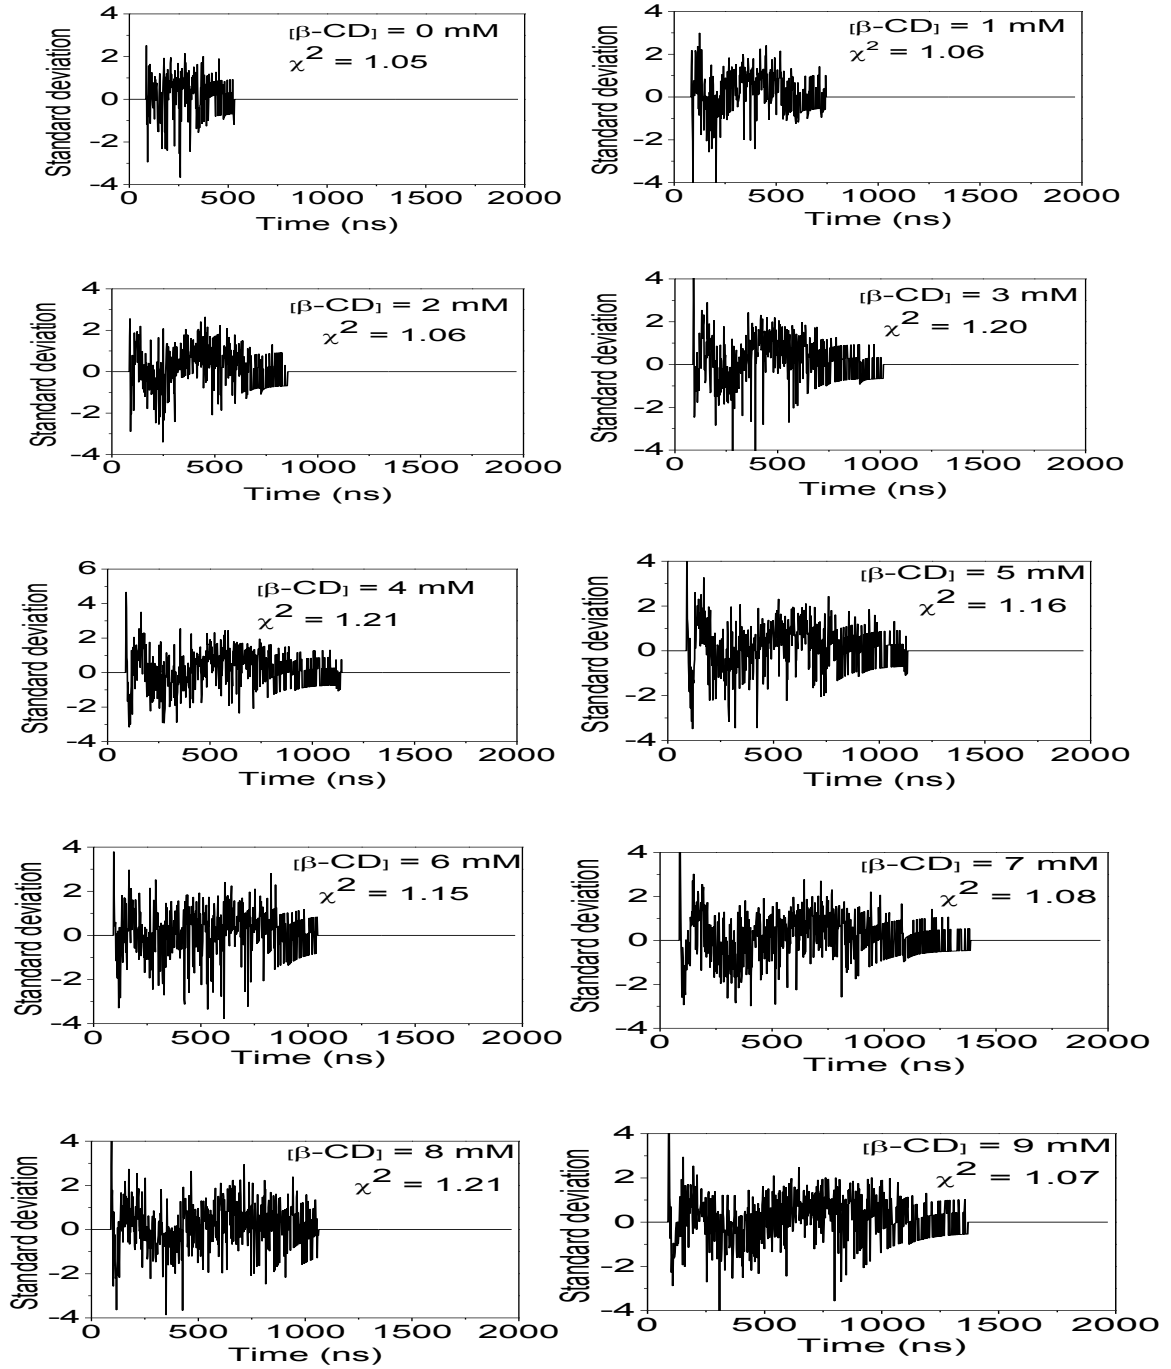 4
2
0
-2
-4
Standard deviation
[β-CD] = 0 mM
χ2 = 1.05
0 500 1000 1500 2000
Time (ns)
4
2
0
-2
-4
Standard deviation
[β-CD] = 1 mM
χ2 = 1.06
0 500 1000 1500 2000
Time (ns)
4
2
0
-2
-4
Standard deviation
[β-CD] = 2 mM
χ2 = 1.06
0 500 1000 1500 2000
Time (ns)
4
2
0
-2
-4
Standard deviation
[β-CD] = 3 mM
χ2 = 1.20
0 500 1000 1500 2000
Time (ns)
6
4
2
0
-2
-4
Standard deviation
[β-CD] = 4 mM
χ2 = 1.21
0 500 1000 1500 2000
Time (ns)
4
2
0
-2
-4
Standard deviation
[β-CD] = 5 mM
χ2 = 1.16
0 500 1000 1500 2000
Time (ns)
4
2
0
-2
-4
Standard deviation
[β-CD] = 6 mM
χ2 = 1.15
0 500 1000 1500 2000
Time (ns)
4
2
0
-2
-4
Standard deviation
[β-CD] = 7 mM
χ2 = 1.08
0 500 1000 1500 2000
Time (ns)
4
2
0
-2
-4
Standard deviation
[β-CD] = 8 mM
χ2 = 1.21
0 500 1000 1500 2000
Time (ns)
4
2
0
-2
-4
Standard deviation
[β-CD] = 9 mM
χ2 = 1.07
0 500 1000 1500 2000
Time (ns)